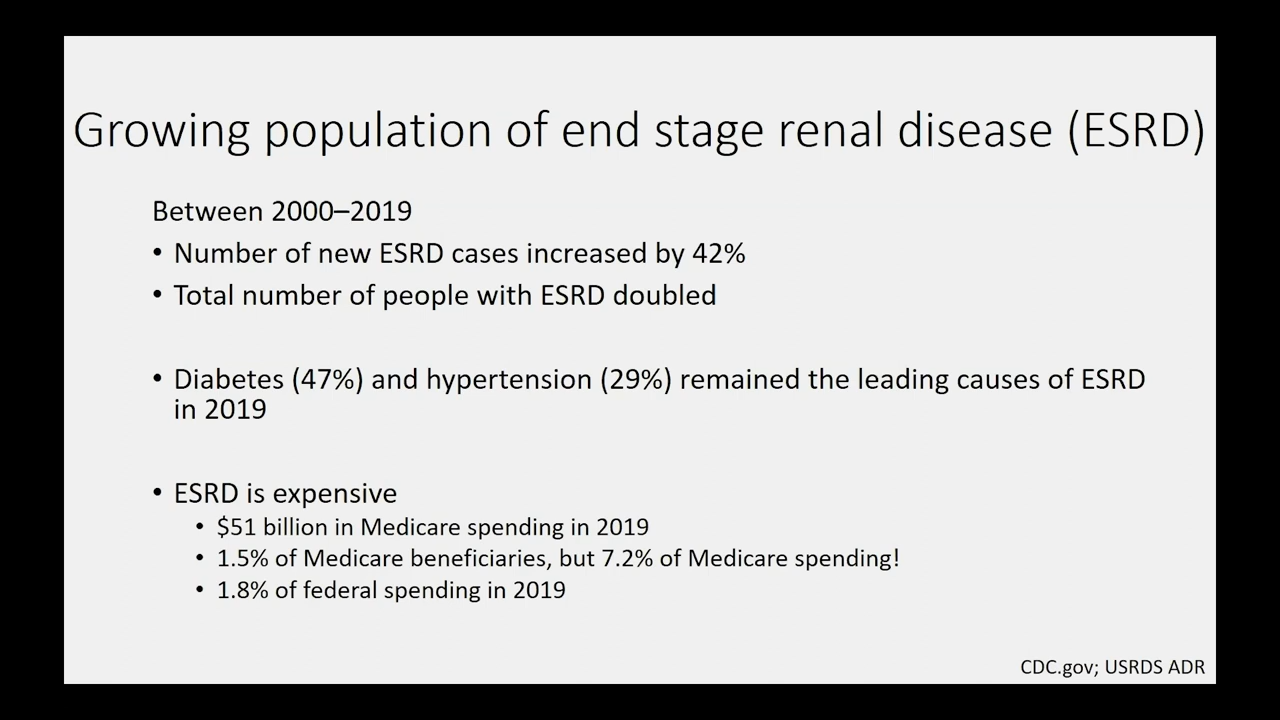 Growing population of end stage renal disease (ESRD)
Between 2000–2019
• Number of new ESRD cases increased by 42%
• Total number of people with ESRD doubled
• Diabetes (47%) and hypertension (29%) remained the leading causes of ESRD
in 2019
• ESRD is expensive
• $51 billion in Medicare spending in 2019
• 1.5% of Medicare beneficiaries, but 7.2% of Medicare spending!
• 1.8% of federal spending in 2019
CDC.gov; USRDS ADR